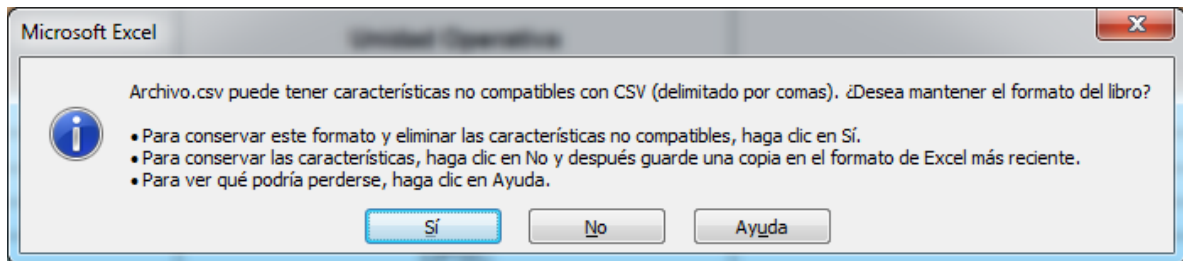 Microsoft Excel
Unidad Operativa
Archivo.csv puede tener características no compatibles con CSV (delimitado por comas). ¿Desea mantener el formato del libro?
• Para conservar este formato y eliminar las características no compatibles, haga clic en Sí.
• Para conservar las características, haga clic en No y después guarde una copia en el formato de Excel más reciente.
• Para ver qué podría perderse, haga clic en Ayuda.
Sí No Ayuda